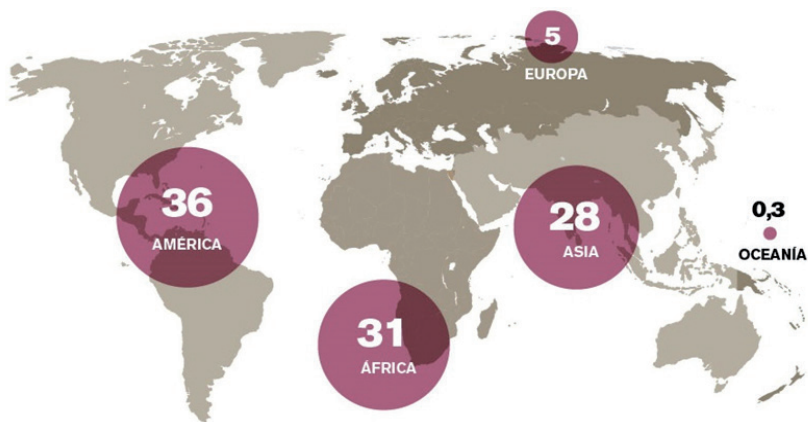 5
EUROPA
36
AMÉRICA
28
ASIA
0,3
OCEANÍA
31
ÁFRICA